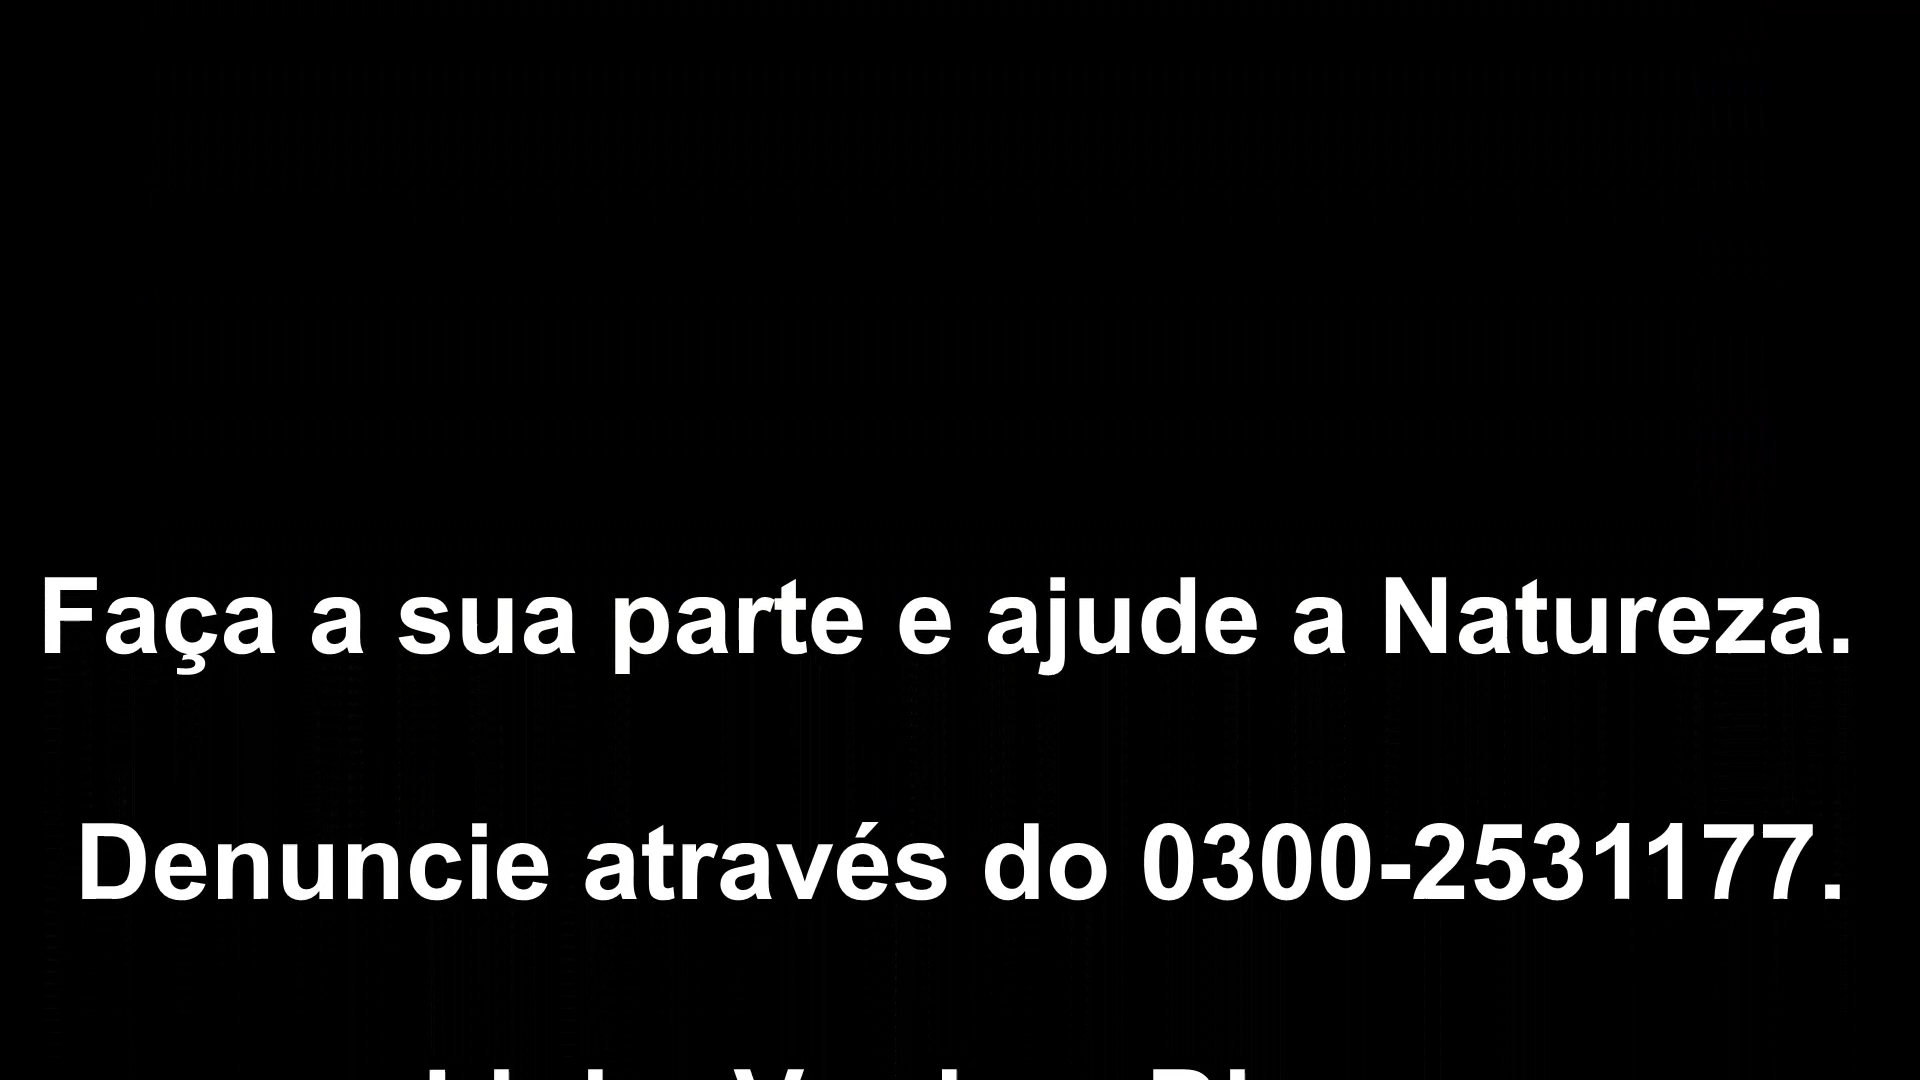 Faça a sua parte e ajude a Natureza.
Denuncie através do 0300-2531177.